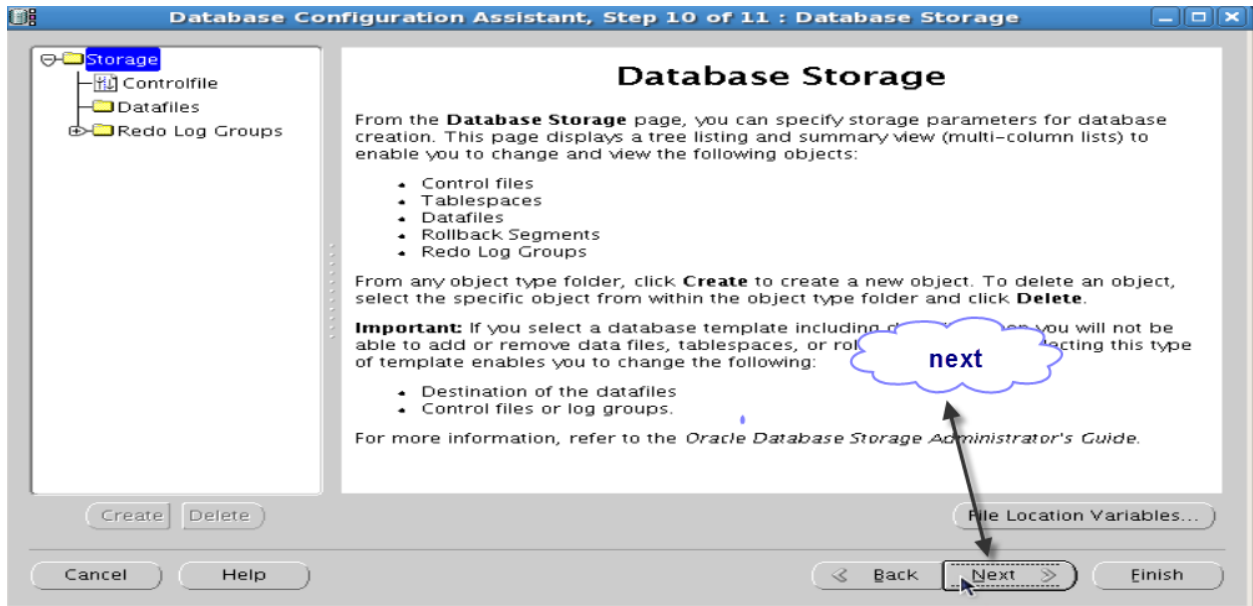 Database Configuration Assistant, Step 10 of 11 : Database Storage
Storage
Controlfile
Datafiles
Redo Log Groups
Database Storage
From the Database Storage page, you can specify storage parameters for database
creation. This page displays a tree listing and summary view (multi-column lists) to
enable you to change and view the following objects:
Control files
Tablespaces
Datafiles
Rollback Segments
Redo Log Groups
From any object type folder, click Create to create a new object. To delete an object,
select the specific object from within the object type folder and click Delete.
Important: If you select a database template including you will not be
able to add or remove data files, tablespaces, or this type
of template enables you to change the following:
next
Destination of the datafiles
Control files or log groups.
For more information, refer to the Oracle Database Storage Administrator's Guide.
Create Delete
File Location Variables...
Cancel Help Back Next Finish